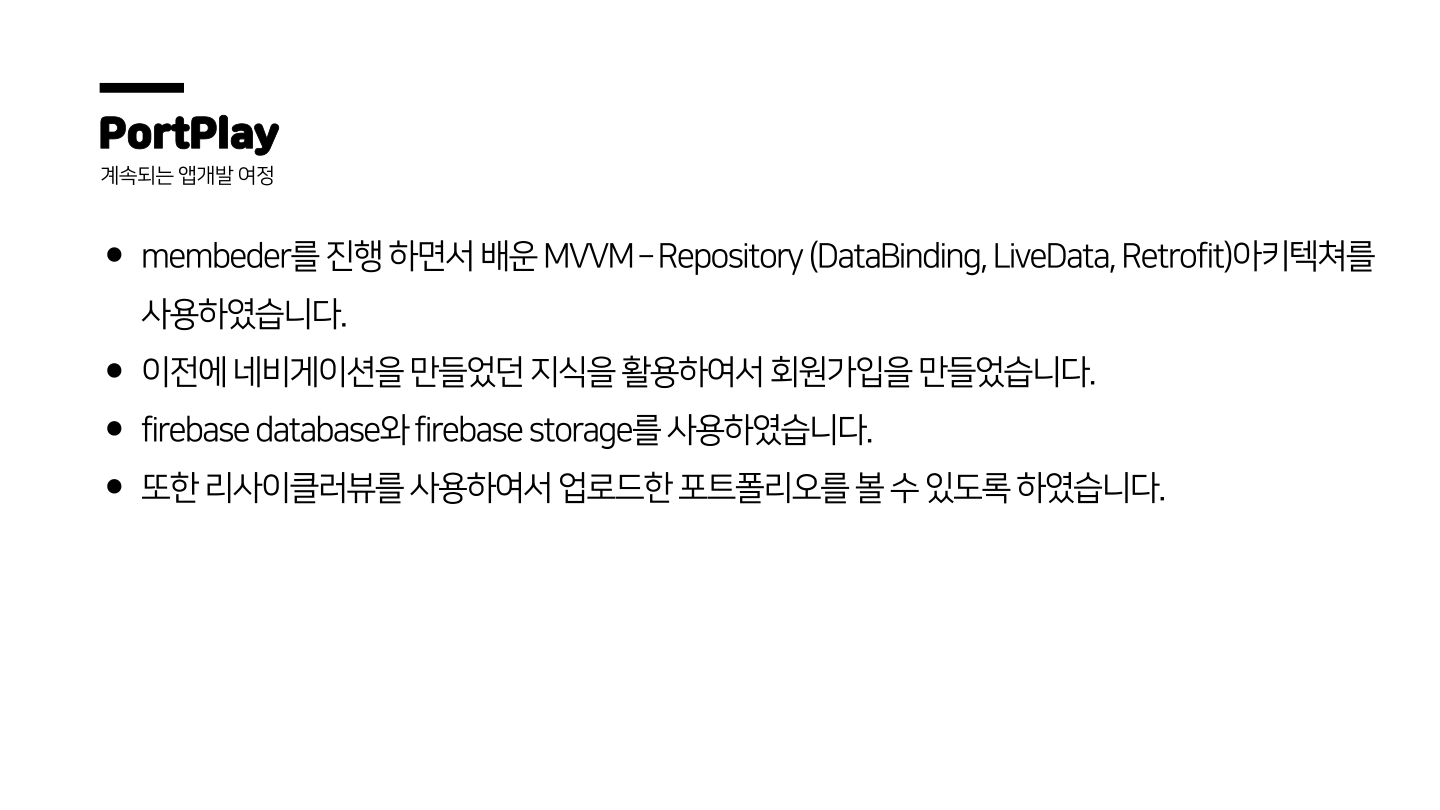 PortPlay
계속되는 앱개발 여정
● membeder를 진행 하면서 배운 MVVM – Repository (DataBinding, LiveData, Retrofit)아키텍쳐를
사용하였습니다.
● 이전에 네비게이션을 만들었던 지식을 활용하여서 회원가입을 만들었습니다.
● firebase database와 firebase storage를 사용하였습니다.
● 또한 리사이클러뷰를 사용하여서 업로드한 포트폴리오를 볼 수 있도록 하였습니다.